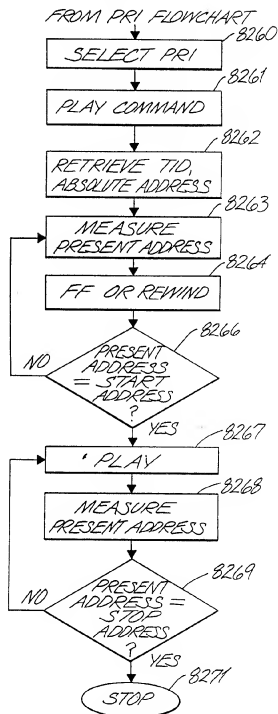 FROM PRI FLOWCHART
8260
SELECT PRI
8261
PLAY COMMAND
8262
RETRIEVE TID,
ABSOLUTE ADDRESS
8263
MEASURE
PRESENT ADDRESS
8264
FF OR REWIND
8266
PRESENT
ADDRESS
= START
ADDRESS
?
NO
YES
8267
PLAY
8268
MEASURE
PRESENT ADDRESS
8269
PRESENT
ADDRESS =
STOP
ADDRESS
?
NO
YES
8271
STOP